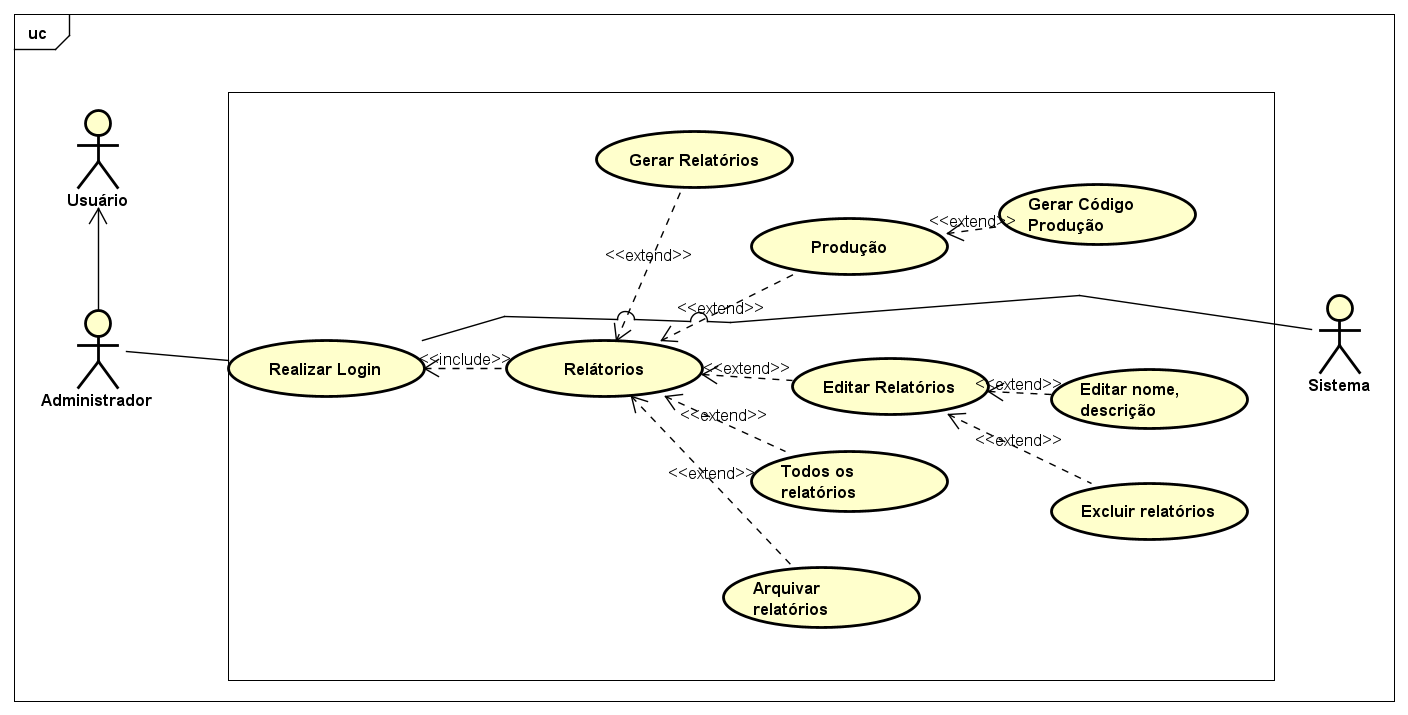 uc
Usuário
Administrador
Gerar Relatórios
<<extend>>
Produção
<<extend>>
Gerar Código
Produção
<<extend>>
Realizar Login
<<include>>
Relátorios
<<extend>>
Editar Relatórios
<<extend>>
Editar nome,
descrição
Sistema
<<extend>>
Todos os
relatórios
<<extend>>
Excluir relatórios
<<extend>>
Arquivar
relatórios